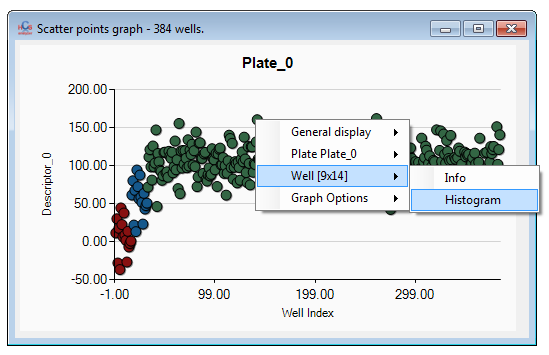 Scatter points graph - 384 wells.
Plate_0
200.00
150.00
100.00
50.00
0.00
-50.00
Descriptor_0
-1.00
99.00
199.00
299.00
Well Index
General display
Plate Plate_0
Well [9x14]
Graph Options
Info
Histogram